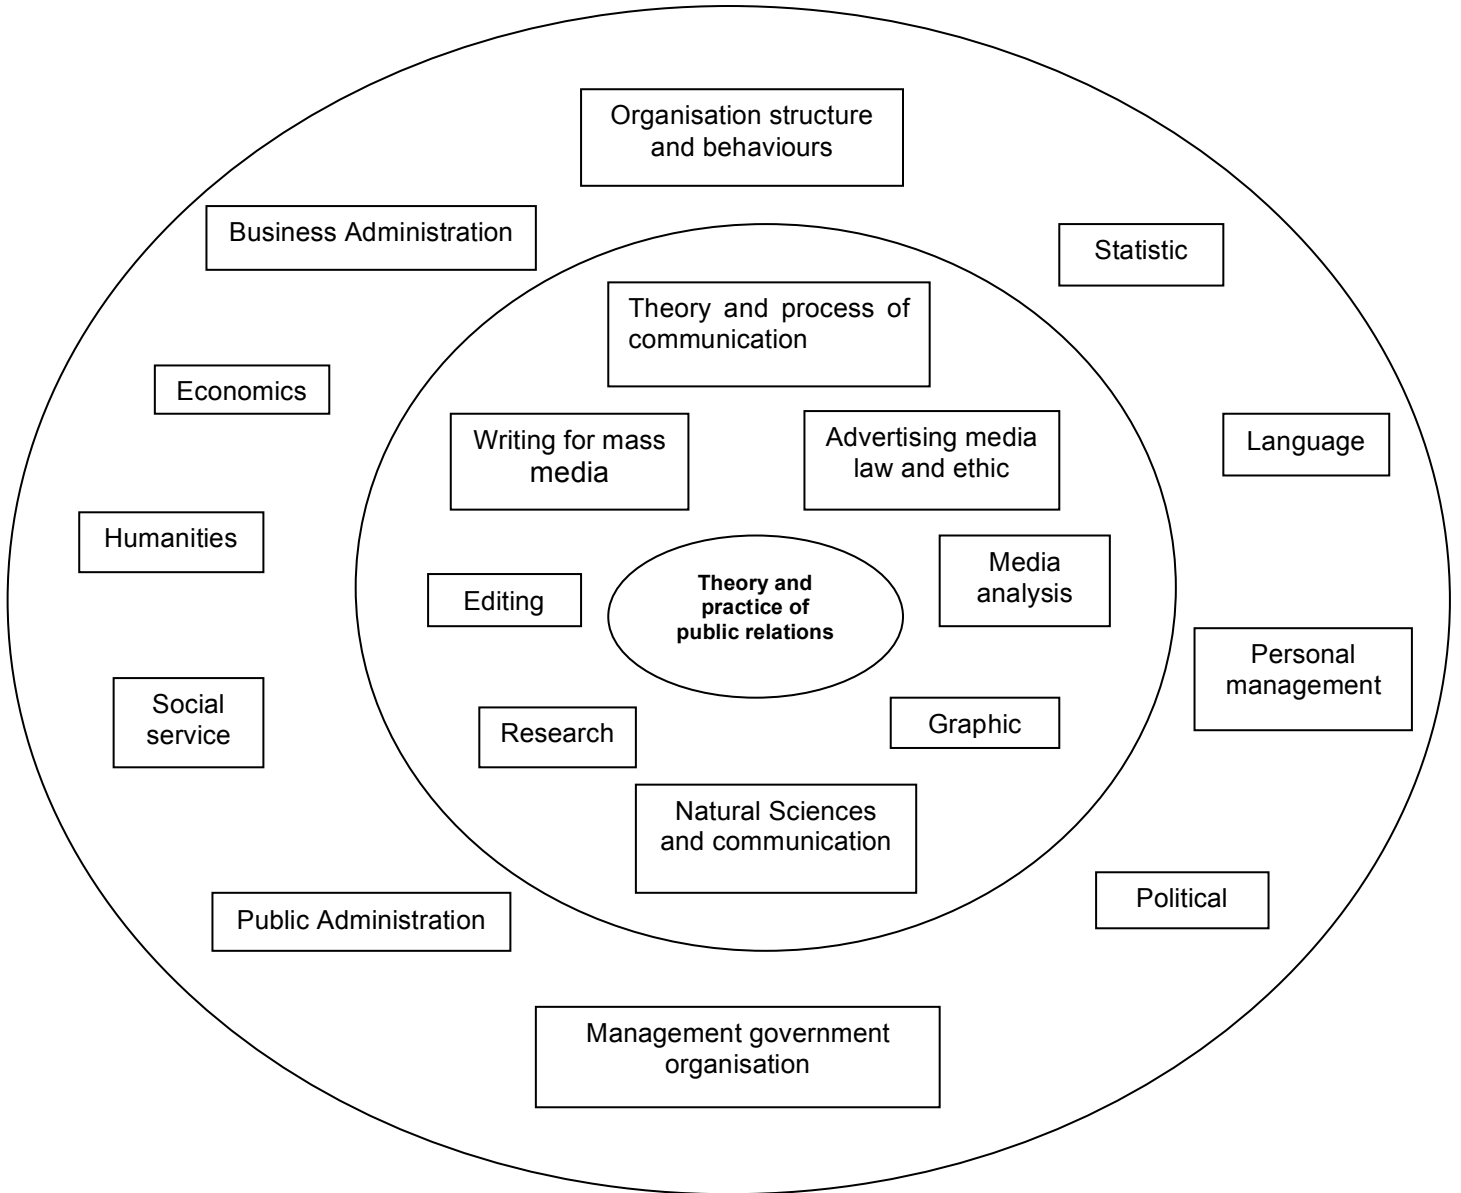 Organisation structure
and behaviours
Business Administration
Statistic
Theory and process of
communication
Economics
Writing for mass
media
Advertising media
law and ethic
Language
Humanities
Media
analysis
Editing
Theory and
practice of
public relations
Personal
management
Social
service
Research
Graphic
Natural Sciences
and communication
Political
Public Administration
Management government
organisation